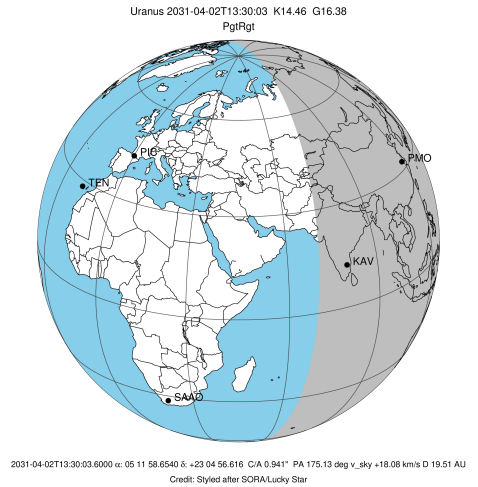 Uranus 2031-04-02T13:30:03 K14.46 G16.38
PgtRgt
PIC
PMO
TEN
KAV
SAAO
2031-04-02T13:30:03.6000 α: 05 11 58.6540 δ: +23 04 56.616 C/A 0.941" PA 175.13 deg v_sky +18.08 km/s D 19.51 AU
Credit: Styled after SORA/Lucky Star